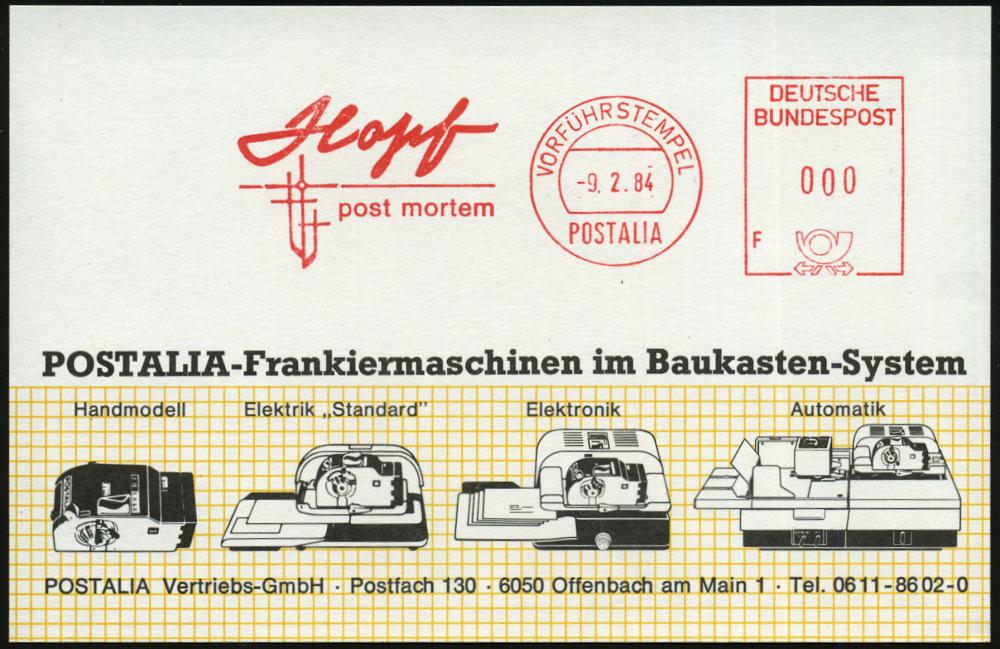 Hopf
post mortem
VORFÜHRSTEMPEL
-9. 2. 84
POSTALIA
DEUTSCHE
BUNDESPOST
000
F
POSTALIA-Frankiermaschinen im Baukasten-System
Handmodell Elektrik „Standard" Elektronik Automatik
POSTALIA
POSTALIA Vertriebs-GmbH · Postfach 130 · 6050 Offenbach am Main 1 · Tel. 0611-8602-0